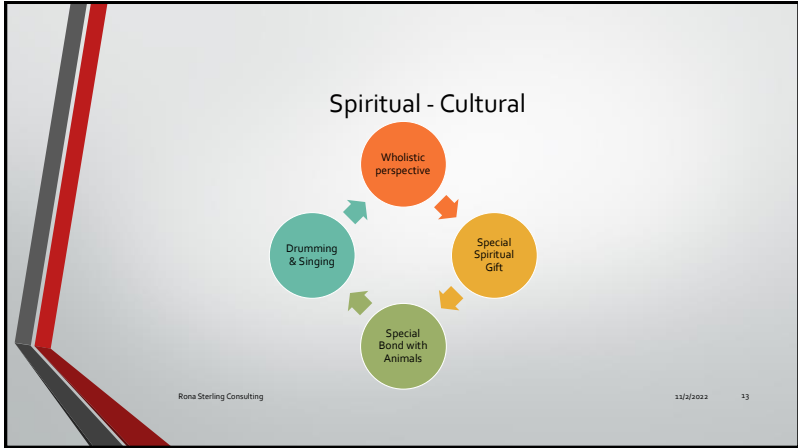 Spiritual - Cultural
Wholistic
perspective
Special
Spiritual
Gift
Special
Bond with
Animals
Drumming
& Singing
Rona Sterling Consulting
11/2/2022
13